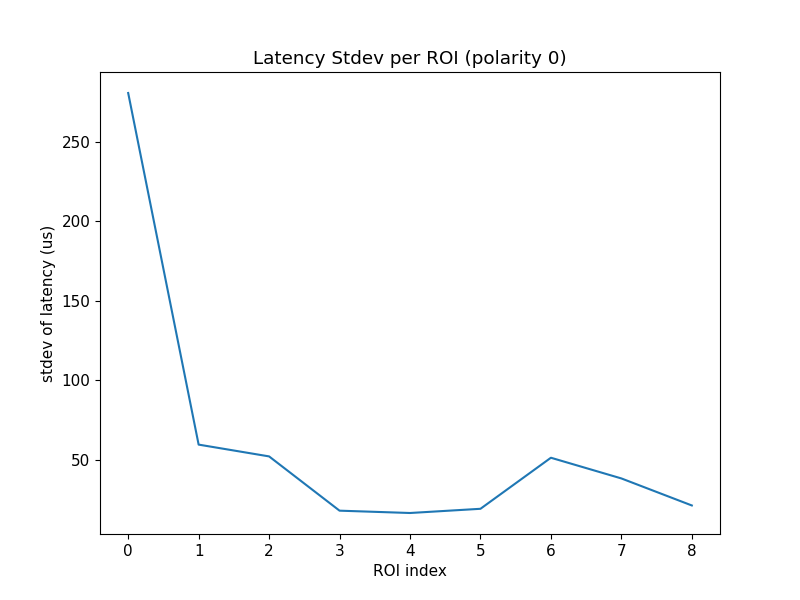 Latency Stdev per ROI (polarity 0)
stdev of latency (us)
250
200
150
100
50
0 1 2 3 4 5 6 7 8
ROI index